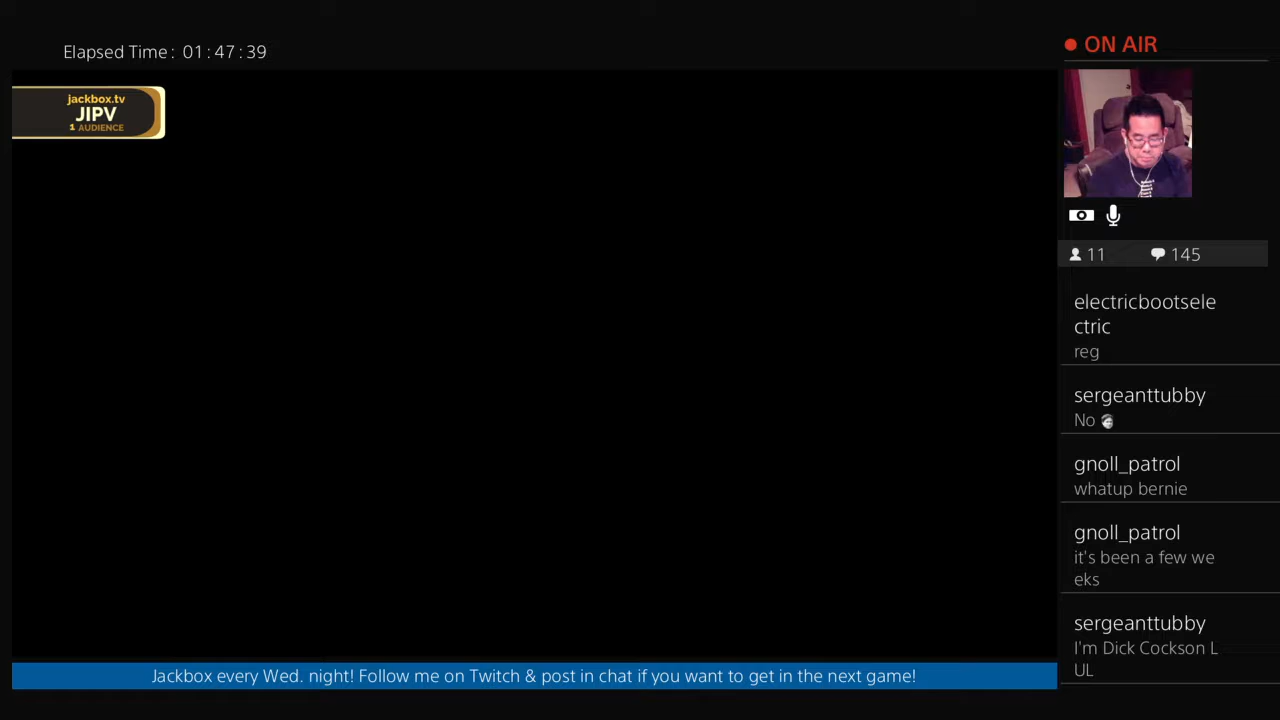 Elapsed Time: 01:47:39
ON AIR
jackbox.tv
JIPV
1 AUDIENCE
11 145
electricbootsele
ctric
reg
sergeanttubby
No
gnoll_patrol
whatup bernie
gnoll_patrol
it's been a few we
eks
sergeanttubby
I'm Dick Cockson L
UL
Jackbox every Wed. night! Follow me on Twitch & post in chat if you want to get in the next game!